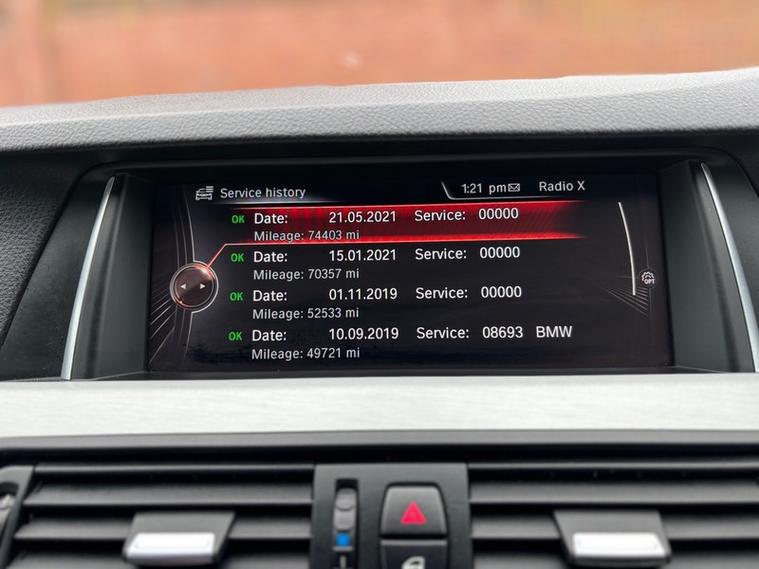 Service history 1:21 pm Radio X
OK Date: 21.05.2021 Service: 00000
Mileage: 74403 mi
OK Date: 15.01.2021 Service: 00000
Mileage: 70357 mi
OK Date: 01.11.2019 Service: 00000
Mileage: 52533 mi
OK Date: 10.09.2019 Service: 08693 BMW
Mileage: 49721 mi
OPT